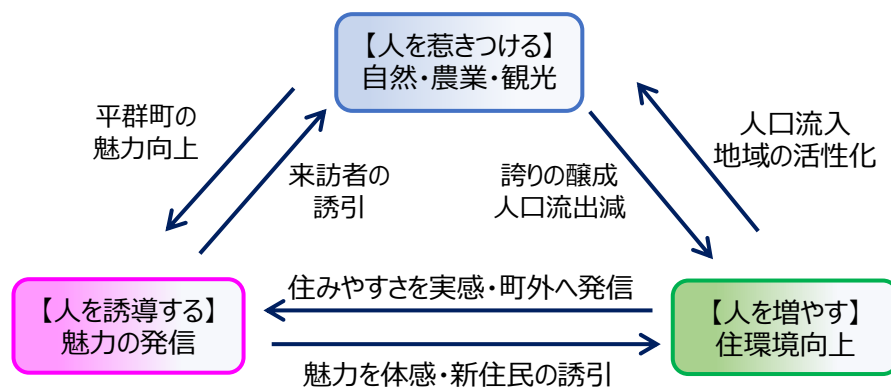 【人を惹きつける】
自然・農業・観光
平群町の
魅力向上
来訪者の
誘引
誇りの醸成
人口流出減
人口流入
地域の活性化
【人を誘導する】
魅力の発信
住みやすさを実感・町外へ発信
魅力を体感・新住民の誘引
【人を増やす】
住環境向上